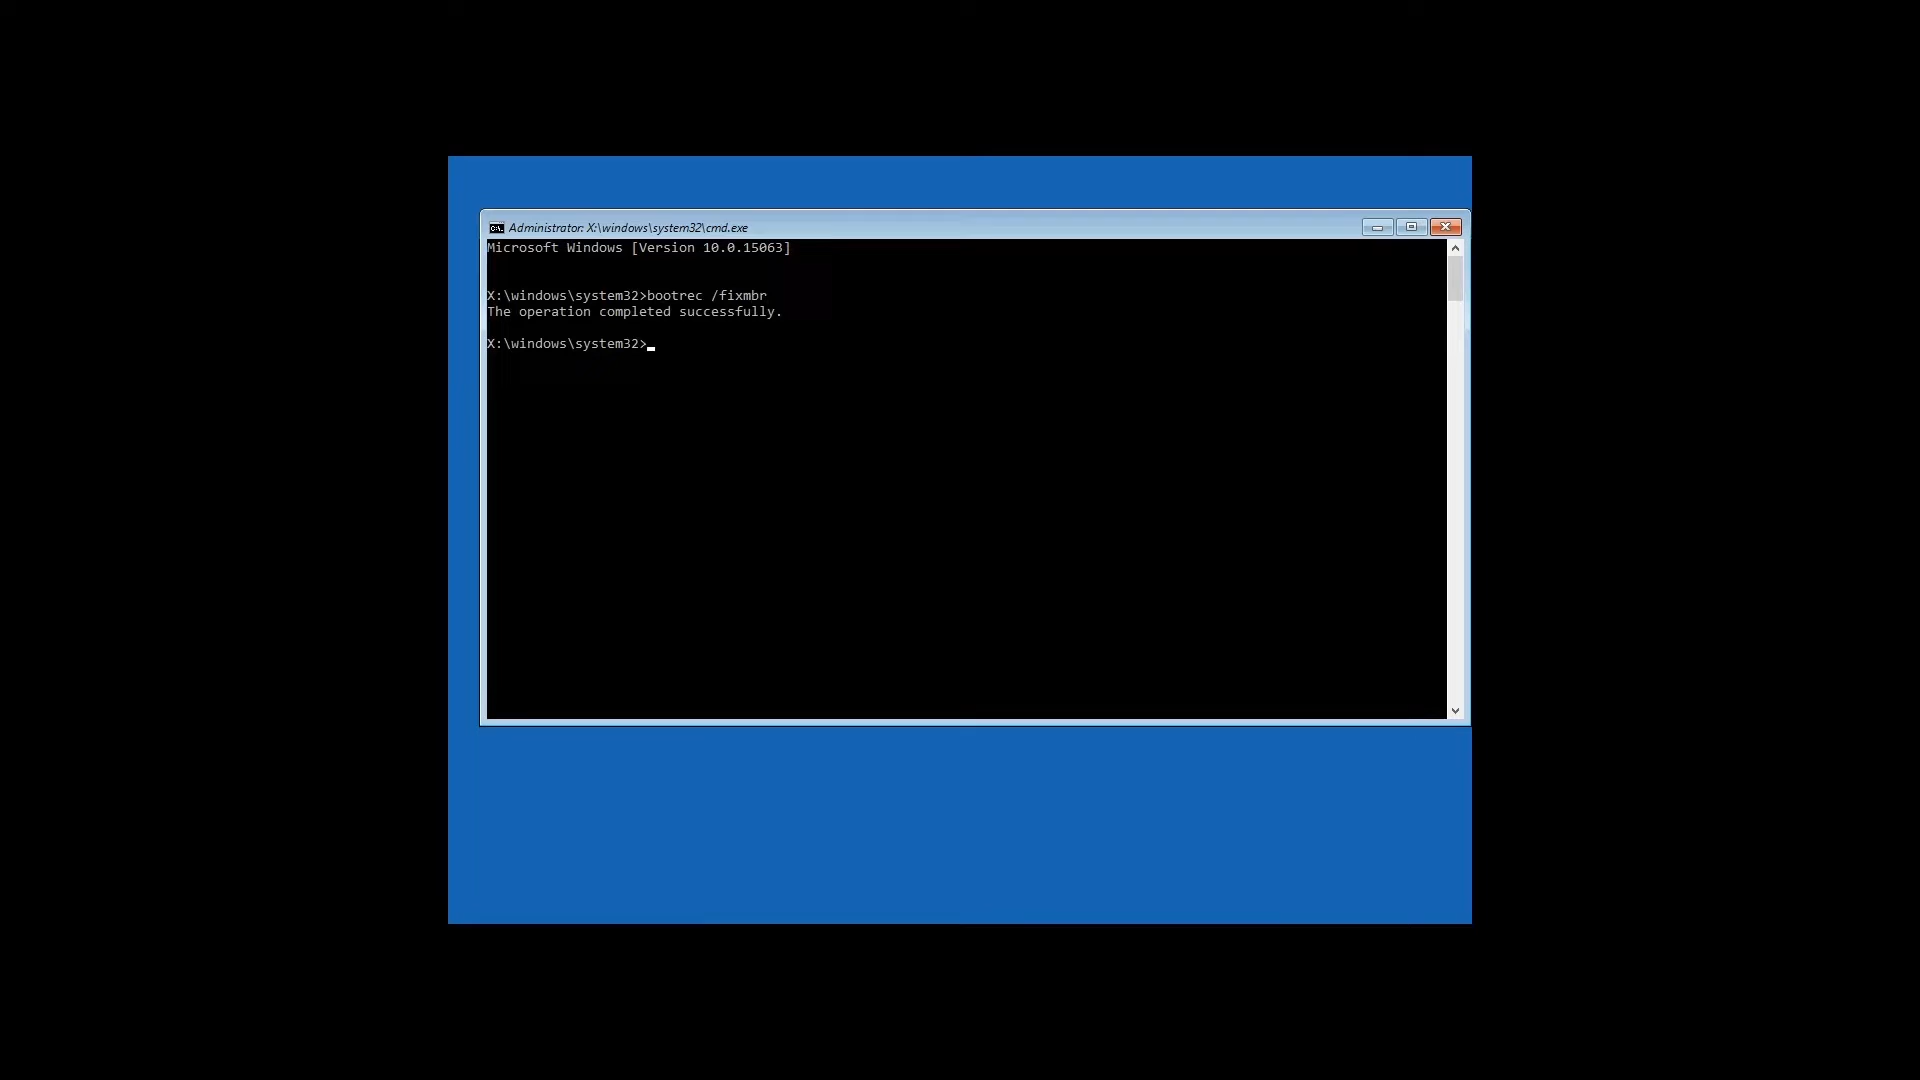 Administrator: X:\windows\system32\cmd.exe
Microsoft Windows [Version 10.0.15063]
X:\windows\system32>bootrec /fixmbr
The operation completed successfully.
X:\windows\system32>